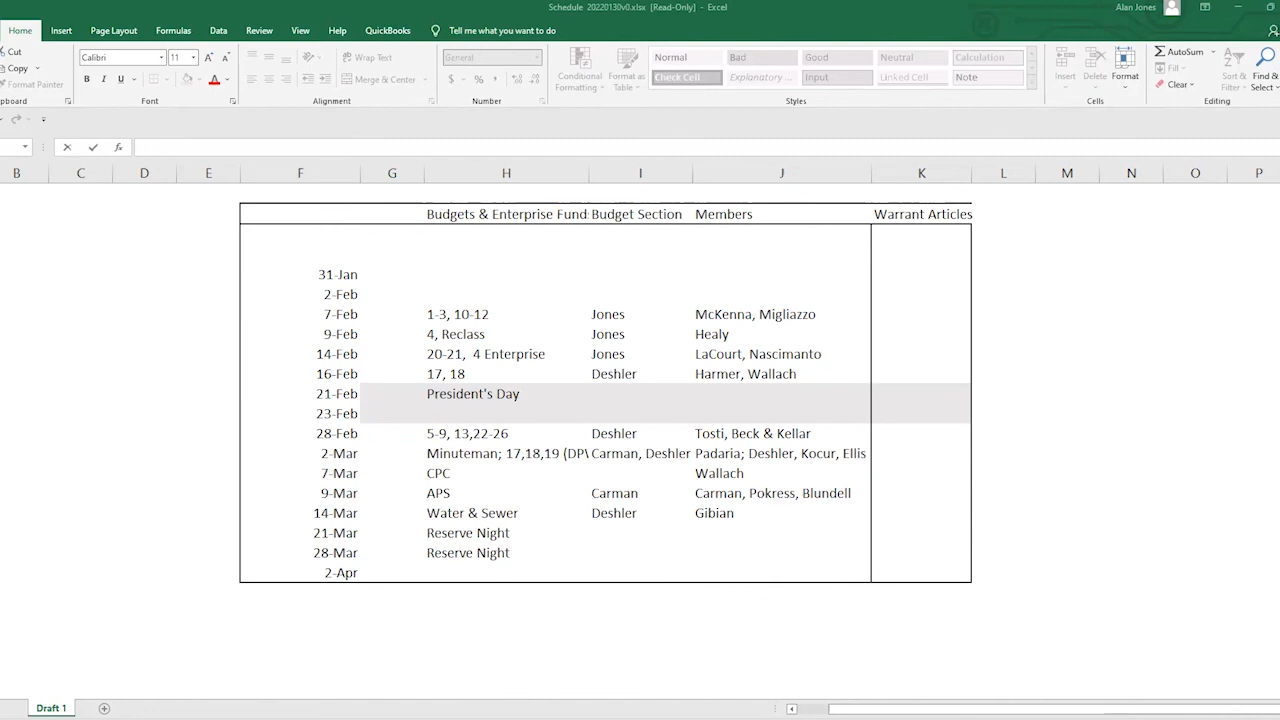 Schedule 20220130v0.xlsx [Read-Only] - Excel
Alan Jones
Home Insert Page Layout Formulas Data Review View Help QuickBooks Tell me what you want to do
Cut
Copy
Format Painter
pboard
Calibri 11
B I U
Font
Wrap Text
Merge & Center
Alignment
General
$ % ,
Number
Conditional Formatting
Format as Table
Normal Bad Good Neutral Calculation
Check Cell Explanatory ... Input Linked Cell Note
Styles
Insert Delete Format
Cells
AutoSum
Fill
Clear
Sort & Filter
Find & Select
Editing
fx
B C D E F G H I J K L M N O P
Budgets & Enterprise Fund Budget Section Members Warrant Articles
31-Jan
2-Feb
7-Feb 1-3, 10-12 Jones McKenna, Migliazzo
9-Feb 4, Reclass Jones Healy
14-Feb 20-21, 4 Enterprise Jones LaCourt, Nascimanto
16-Feb 17, 18 Deshler Harmer, Wallach
21-Feb President's Day
23-Feb
28-Feb 5-9, 13,22-26 Deshler Tosti, Beck & Kellar
2-Mar Minuteman; 17,18,19 (DPW Carman, Deshler Padaria; Deshler, Kocur, Ellis
7-Mar CPC Wallach
9-Mar APS Carman Carman, Pokress, Blundell
14-Mar Water & Sewer Deshler Gibian
21-Mar Reserve Night
28-Mar Reserve Night
2-Apr
Draft 1